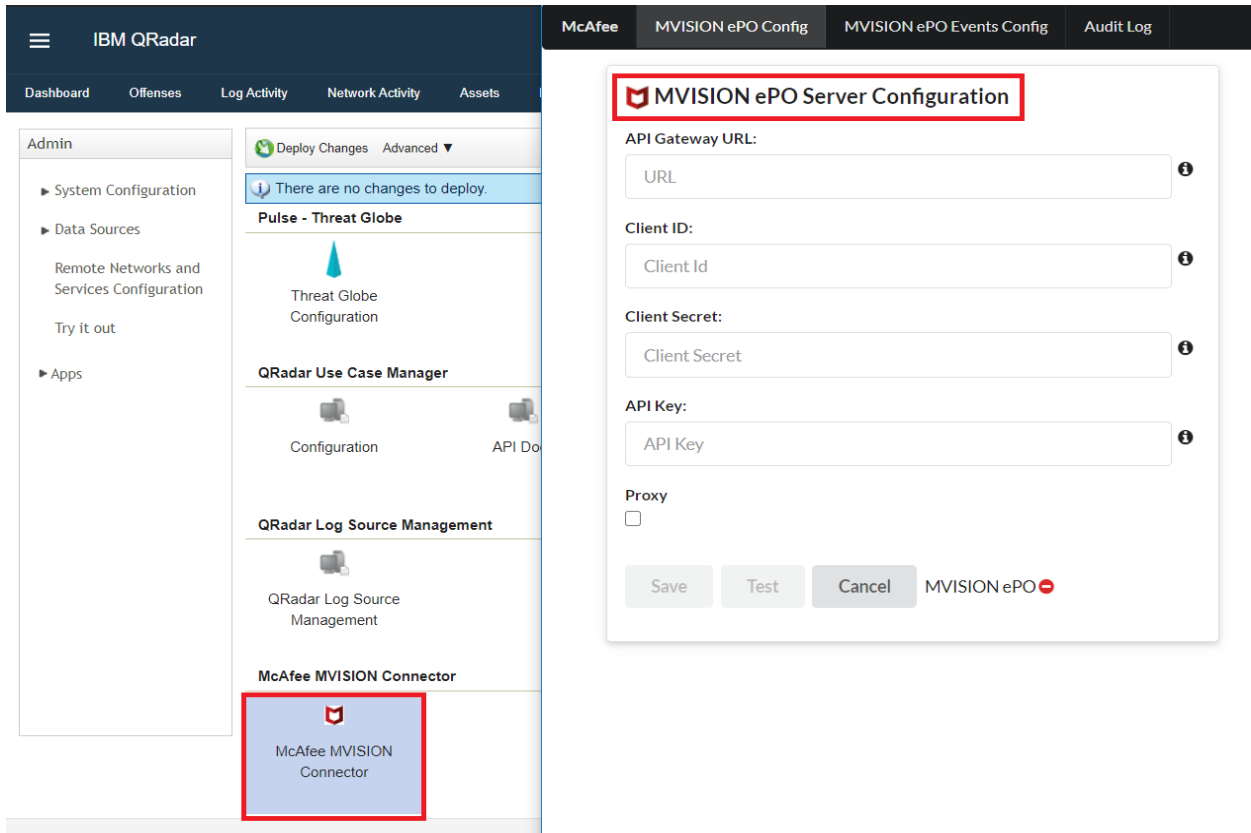 IBM QRadar
Dashboard Offenses Log Activity Network Activity Assets
Admin
System Configuration
Data Sources
Remote Networks and
Services Configuration
Try it out
Apps
Deploy Changes Advanced ▼
There are no changes to deploy.
Pulse - Threat Globe
Threat Globe
Configuration
QRadar Use Case Manager
Configuration
API Do
QRadar Log Source Management
QRadar Log Source
Management
McAfee MVISION Connector
McAfee MVISION
Connector
McAfee MVISION ePO Config MVISION ePO Events Config Audit Log
MVISION ePO Server Configuration
API Gateway URL:
URL
Client ID:
Client Id
Client Secret:
Client Secret
API Key:
API Key
Proxy
Save Test Cancel MVISION ePO